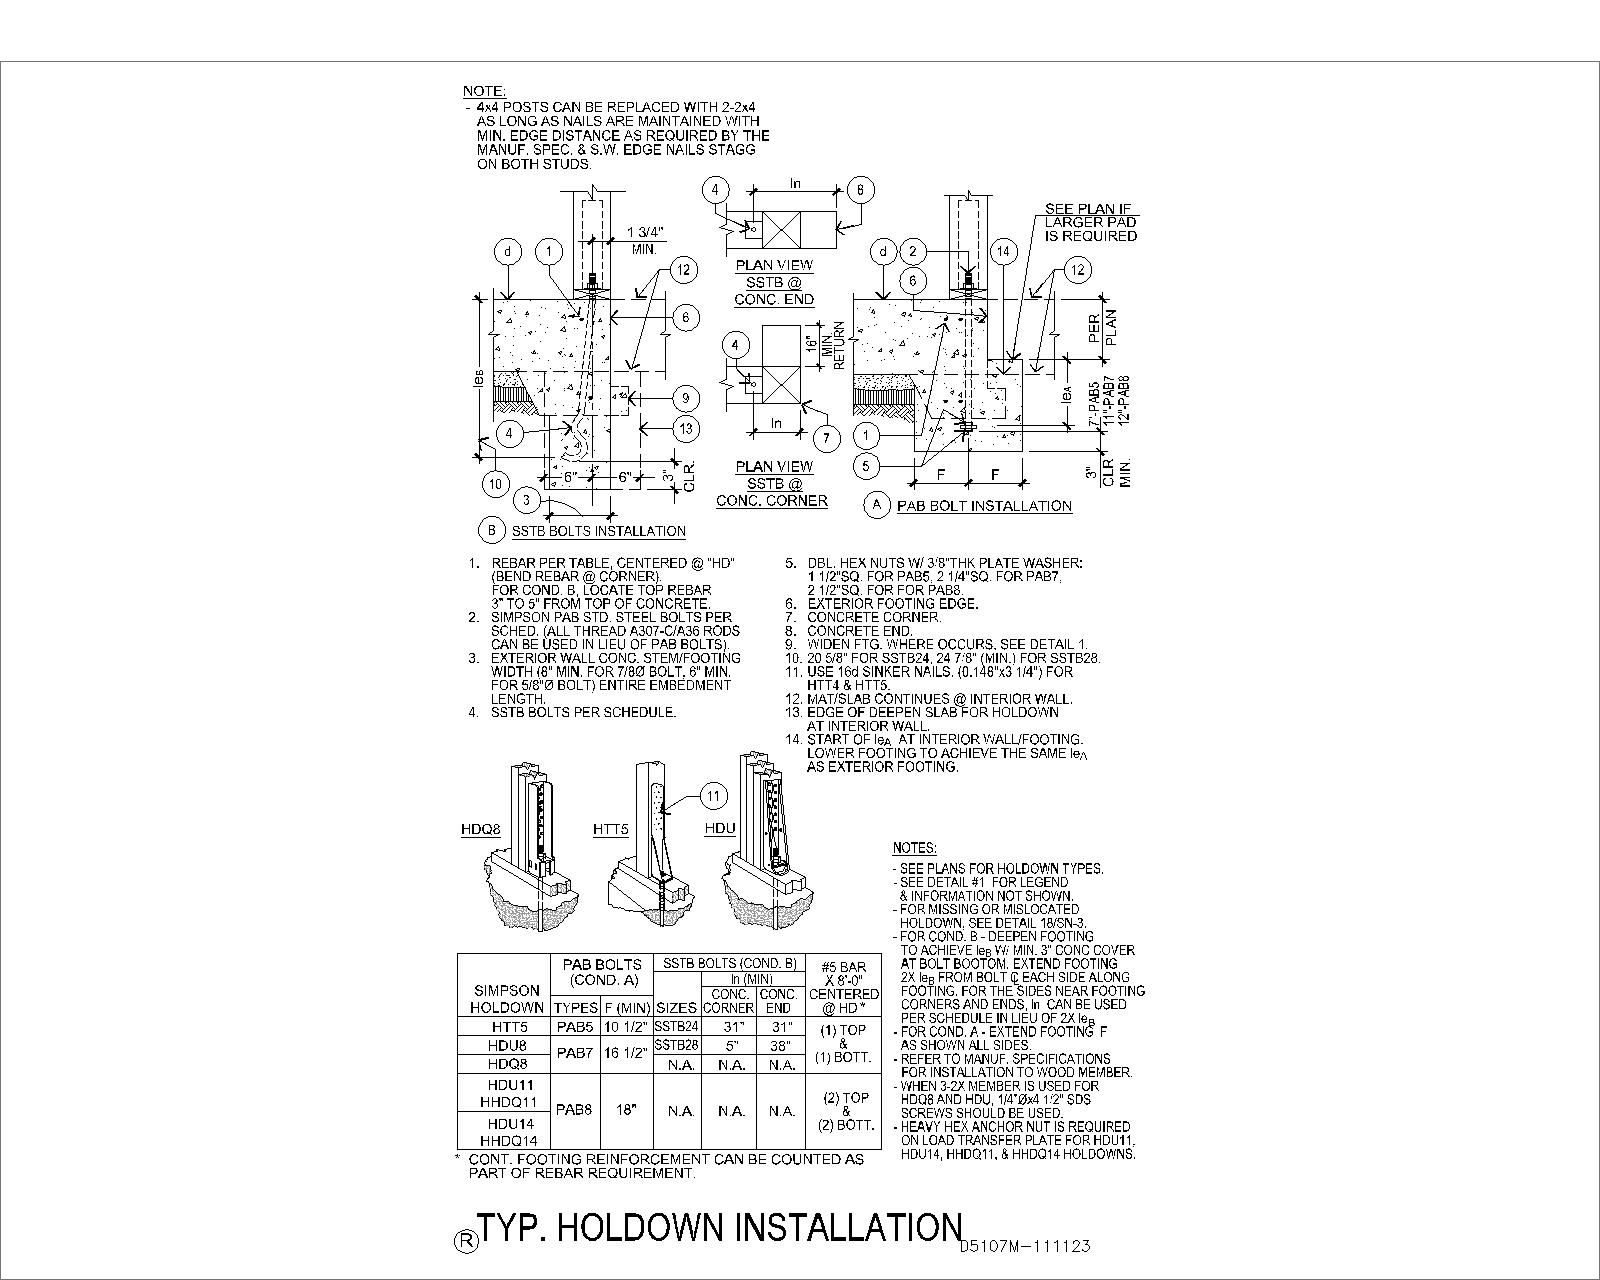 NOTE:
- 4x4 POSTS CAN BE REPLACED WITH 2-2x4
AS LONG AS NAILS ARE MAINTAINED WITH
MIN. EDGE DISTANCE AS REQUIRED BY THE
MANUF. SPEC. & S.W. EDGE NAILS STAGG
ON BOTH STUDS.
d
1
1 3/4"
MIN.
12
6
9
13
leB
4
10
3
6"
6"
3"
CLR.
B SSTB BOLTS INSTALLATION
4
ln
8
PLAN VIEW
SSTB @
CONC. END
4
16"
MIN.
RETURN
ln
7
PLAN VIEW
SSTB @
CONC. CORNER
SEE PLAN IF
LARGER PAD
IS REQUIRED
d
2
14
12
6
PER
PLAN
leA
7"-PAB5
11"-PAB7
12"-PAB8
1
5
F
F
3"
CLR
MIN.
A PAB BOLT INSTALLATION
1. REBAR PER TABLE, CENTERED @ "HD"
(BEND REBAR @ CORNER).
FOR COND. B, LOCATE TOP REBAR
3" TO 5" FROM TOP OF CONCRETE.
2. SIMPSON PAB STD. STEEL BOLTS PER
SCHED. (ALL THREAD A307-C/A36 RODS
CAN BE USED IN LIEU OF PAB BOLTS).
3. EXTERIOR WALL CONC. STEM/FOOTING
WIDTH (8" MIN. FOR 7/8Ø BOLT, 6" MIN.
FOR 5/8"Ø BOLT) ENTIRE EMBEDMENT
LENGTH.
4. SSTB BOLTS PER SCHEDULE.
5. DBL. HEX NUTS W/ 3/8"THK PLATE WASHER:
1 1/2"SQ. FOR PAB5, 2 1/4"SQ. FOR PAB7,
2 1/2"SQ. FOR FOR PAB8.
6. EXTERIOR FOOTING EDGE.
7. CONCRETE CORNER.
8. CONCRETE END.
9. WIDEN FTG. WHERE OCCURS. SEE DETAIL 1.
10. 20 5/8" FOR SSTB24, 24 7/8" (MIN.) FOR SSTB28.
11. USE 16d SINKER NAILS. (0.148"x3 1/4") FOR
HTT4 & HTT5.
12. MAT/SLAB CONTINUES @ INTERIOR WALL.
13. EDGE OF DEEPEN SLAB FOR HOLDOWN
AT INTERIOR WALL.
14. START OF leA AT INTERIOR WALL/FOOTING.
LOWER FOOTING TO ACHIEVE THE SAME leA
AS EXTERIOR FOOTING.
HDQ8
HTT5
11
HDU
NOTES:
- SEE PLANS FOR HOLDOWN TYPES.
- SEE DETAIL #1 FOR LEGEND
& INFORMATION NOT SHOWN.
- FOR MISSING OR MISLOCATED
HOLDOWN, SEE DETAIL 18/SN-3.
- FOR COND. B - DEEPEN FOOTING
TO ACHIEVE leB W/ MIN. 3" CONC COVER
AT BOLT BOOTOM. EXTEND FOOTING
2X leB FROM BOLT ℄ EACH SIDE ALONG
FOOTING. FOR THE SIDES NEAR FOOTING
CORNERS AND ENDS, ln CAN BE USED
PER SCHEDULE IN LIEU OF 2X leB
- FOR COND. A - EXTEND FOOTING F
AS SHOWN ALL SIDES.
- REFER TO MANUF. SPECIFICATIONS
FOR INSTALLATION TO WOOD MEMBER.
- WHEN 3-2X MEMBER IS USED FOR
HDQ8 AND HDU, 1/4"Øx4 1/2" SDS
SCREWS SHOULD BE USED.
- HEAVY HEX ANCHOR NUT IS REQUIRED
ON LOAD TRANSFER PLATE FOR HDU11,
HDU14, HHDQ11, & HHDQ14 HOLDOWNS.
SIMPSON
HOLDOWN
PAB BOLTS
(COND. A)
SSTB BOLTS (COND. B)
#5 BAR
X 8'-0"
CENTERED
@ HD *
TYPES F (MIN) SIZES
ln (MIN)
CONC. CORNER
CONC. END
HTT5 PAB5 10 1/2" SSTB24 31" 31"
(1) TOP
&
(1) BOTT.
HDU8 PAB7 16 1/2" SSTB28 5" 38"
HDQ8 N.A. N.A. N.A.
HDU11
HHDQ11
PAB8 18" N.A. N.A. N.A.
(2) TOP
&
(2) BOTT.
HDU14
HHDQ14
* CONT. FOOTING REINFORCEMENT CAN BE COUNTED AS
PART OF REBAR REQUIREMENT.
R TYP. HOLDOWN INSTALLATION
D5107M-111123